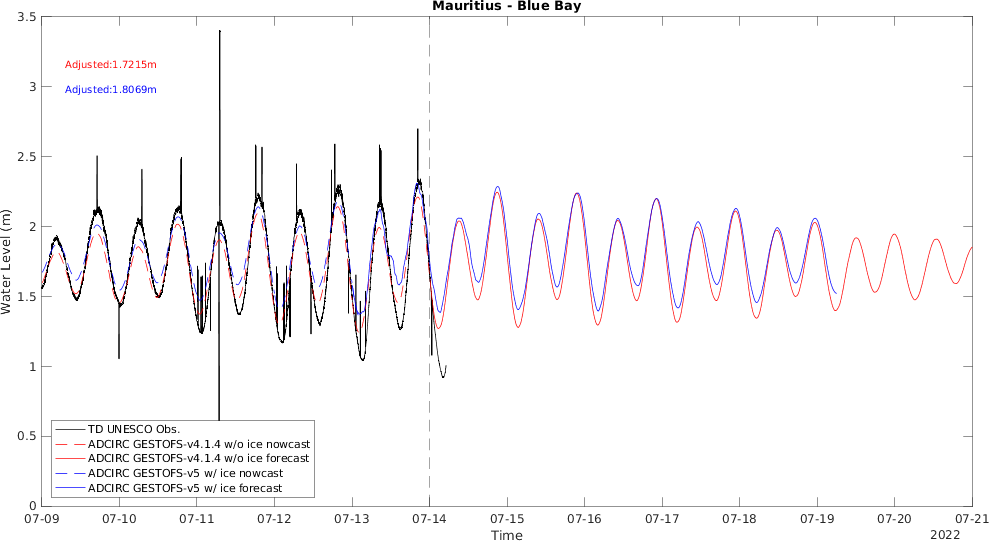 Mauritius - Blue Bay
3.5
Adjusted:1.7215m
3
Adjusted:1.8069m
2.5
2
Water Level (m)
1.5
1
0.5
0
TD UNESCO Obs.
ADCIRC GESTOFS-v4.1.4 w/o ice nowcast
ADCIRC GESTOFS-v4.1.4 w/o ice forecast
ADCIRC GESTOFS-v5 w/ ice nowcast
ADCIRC GESTOFS-v5 w/ ice forecast
07-09 07-10 07-11 07-12 07-13 07-14 07-15 07-16 07-17 07-18 07-19 07-20 07-21
Time
2022